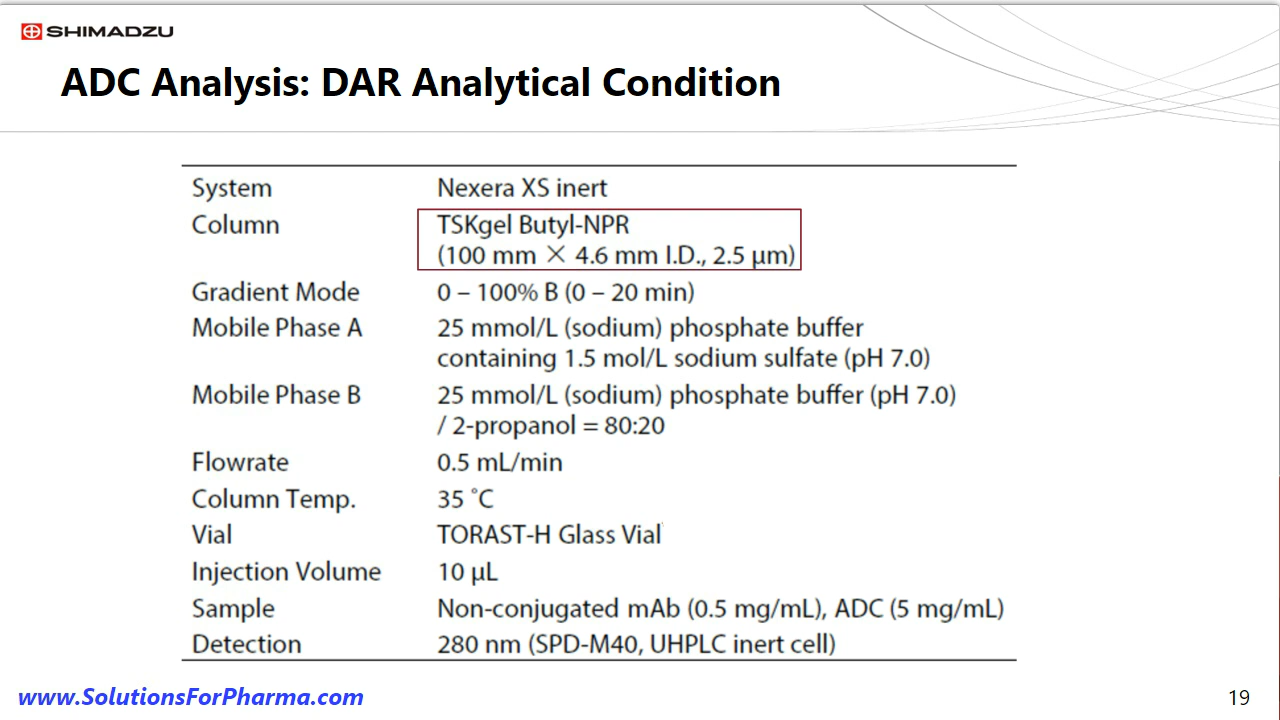 SHIMADZU
ADC Analysis: DAR Analytical Condition
System Nexera XS inert
Column TSKgel Butyl-NPR
(100 mm × 4.6 mm I.D., 2.5 µm)
Gradient Mode 0 – 100% B (0 – 20 min)
Mobile Phase A 25 mmol/L (sodium) phosphate buffer
containing 1.5 mol/L sodium sulfate (pH 7.0)
Mobile Phase B 25 mmol/L (sodium) phosphate buffer (pH 7.0)
/ 2-propanol = 80:20
Flowrate 0.5 mL/min
Column Temp. 35 ˚C
Vial TORAST-H Glass Vial
Injection Volume 10 µL
Sample Non-conjugated mAb (0.5 mg/mL), ADC (5 mg/mL)
Detection 280 nm (SPD-M40, UHPLC inert cell)
www.SolutionsForPharma.com 19